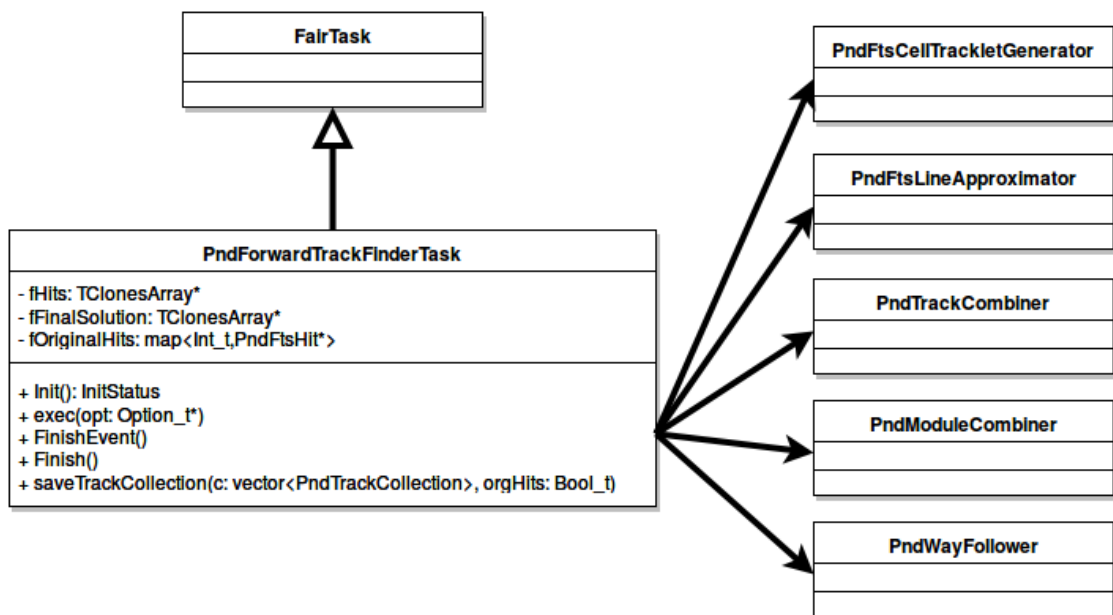 FairTask
PndForwardTrackFinderTask
- fHits: TClonesArray*
- fFinalSolution: TClonesArray*
- fOriginalHits: map<Int_t,PndFtsHit*>
+ Init(): InitStatus
+ exec(opt: Option_t*)
+ FinishEvent()
+ Finish()
+ saveTrackCollection(c: vector<PndTrackCollection>, orgHits: Bool_t)
PndFtsCellTrackletGenerator
PndFtsLineApproximator
PndTrackCombiner
PndModuleCombiner
PndWayFollower